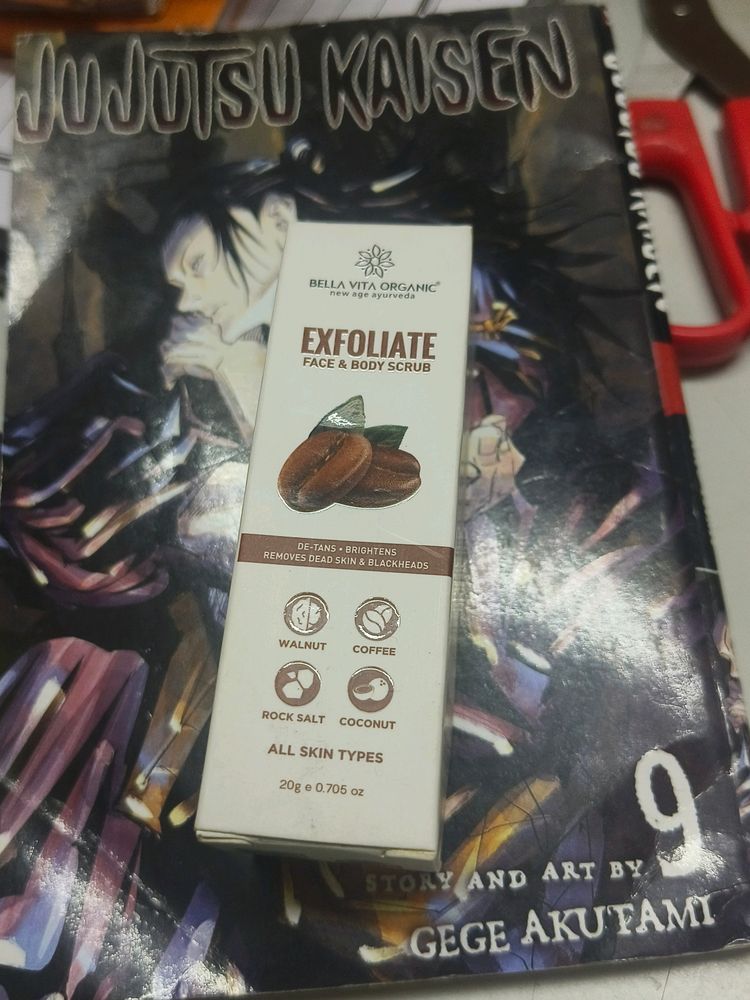 JUJUTSU KAISEN
BELLA VITA ORGANIC®
new age ayurveda
EXFOLIATE
FACE & BODY SCRUB
DE-TANS • BRIGHTENS
REMOVES DEAD SKIN & BLACKHEADS
WALNUT COFFEE
ROCK SALT COCONUT
ALL SKIN TYPES
20g e 0.705 oz
9
STORY AND ART BY
GEGE AKUTAMI